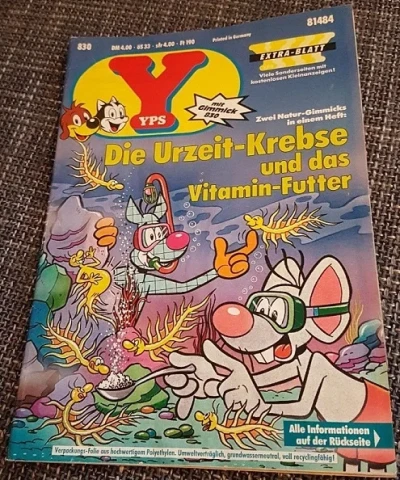 830 DM 4,00 · öS 33 · sfr 4,00 · Ft 190 Printed in Germany 81484
EXTRA-BLATT
Viele Sonderseiten mit
kostenlosen Kleinanzeigen!
Y
YPS
mit
Gimmick
830
Zwei Natur-Gimmicks
in einem Heft:
Die Urzeit-Krebse
und das
Vitamin-Futter
Alle Informationen
auf der Rückseite
Verpackungs-Folie aus hochwertigem Polyethylen. Umweltverträglich, grundwasserneutral, voll recyclingfähig!